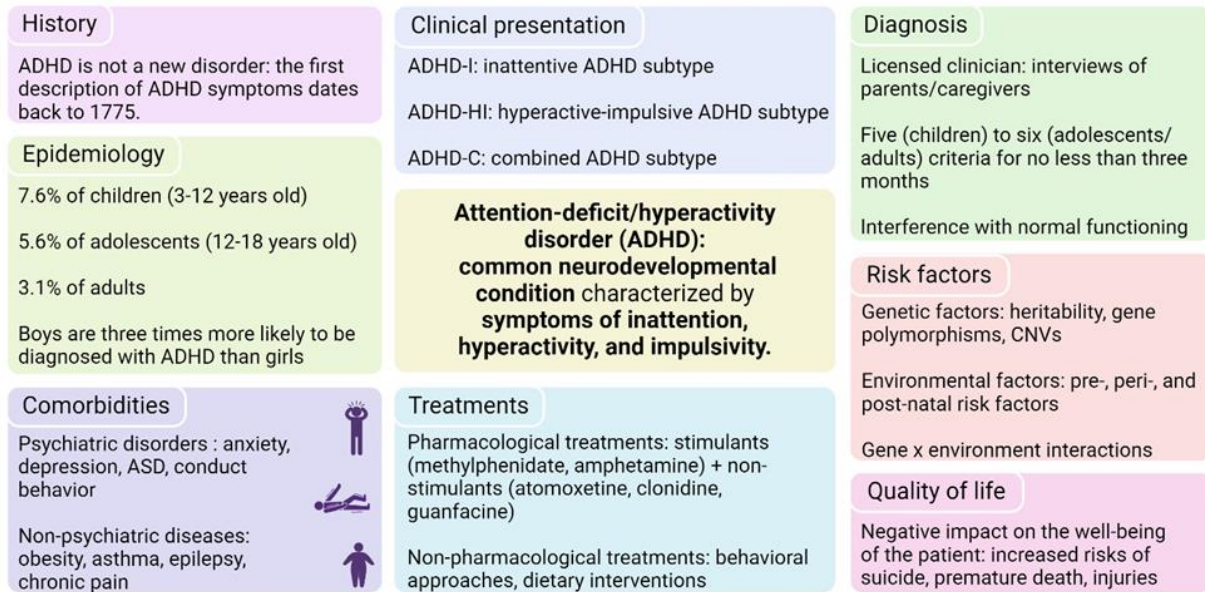 History
ADHD is not a new disorder: the first
description of ADHD symptoms dates
back to 1775.
Epidemiology
7.6% of children (3-12 years old)
5.6% of adolescents (12-18 years old)
3.1% of adults
Boys are three times more likely to be
diagnosed with ADHD than girls
Comorbidities
Psychiatric disorders : anxiety,
depression, ASD, conduct
behavior
Non-psychiatric diseases:
obesity, asthma, epilepsy,
chronic pain
Clinical presentation
ADHD-I: inattentive ADHD subtype
ADHD-HI: hyperactive-impulsive ADHD subtype
ADHD-C: combined ADHD subtype
Attention-deficit/hyperactivity
disorder (ADHD):
common neurodevelopmental
condition characterized by
symptoms of inattention,
hyperactivity, and impulsivity.
Treatments
Pharmacological treatments: stimulants
(methylphenidate, amphetamine) + non-
stimulants (atomoxetine, clonidine,
guanfacine)
Non-pharmacological treatments: behavioral
approaches, dietary interventions
Diagnosis
Licensed clinician: interviews of
parents/caregivers
Five (children) to six (adolescents/
adults) criteria for no less than three
months
Interference with normal functioning
Risk factors
Genetic factors: heritability, gene
polymorphisms, CNVs
Environmental factors: pre-, peri-, and
post-natal risk factors
Gene x environment interactions
Quality of life
Negative impact on the well-being
of the patient: increased risks of
suicide, premature death, injuries